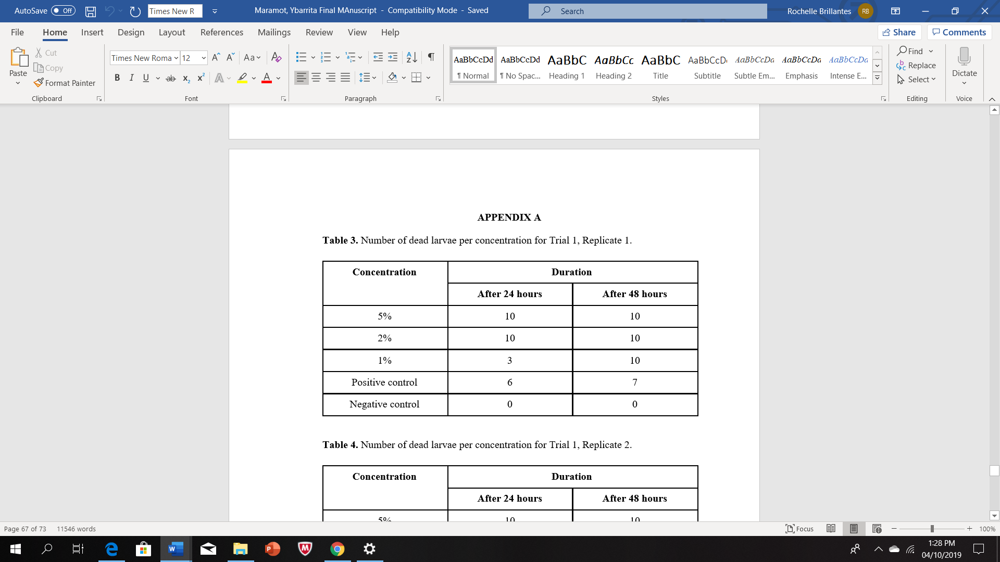 AutoSave Off Times New R Maramot, Ybarrita Final MAnuscript - Compatibility Mode - Saved Search Rochelle Brillantes RB
File Home Insert Design Layout References Mailings Review View Help Share Comments
Paste Cut Copy Format Painter
Times New Roma 12 Aa
B I U ab x₂ x² A A
AaBbCcDd AaBbCcDd AaBbC AaBbCc AaBbC AaBbCcD AaBbCcDd AaBbCcDd AaBbCcDd
¶ Normal ¶ No Spac... Heading 1 Heading 2 Title Subtitle Subtle Em... Emphasis Intense E...
Find Replace Select
Dictate
Clipboard Font Paragraph Styles Editing Voice
APPENDIX A
Table 3. Number of dead larvae per concentration for Trial 1, Replicate 1.
Concentration Duration
After 24 hours After 48 hours
5% 10 10
2% 10 10
1% 3 10
Positive control 6 7
Negative control 0 0
Table 4. Number of dead larvae per concentration for Trial 1, Replicate 2.
Concentration Duration
After 24 hours After 48 hours
5% 10 10
Page 67 of 73 11546 words Focus 100%
1:28 PM
04/10/2019